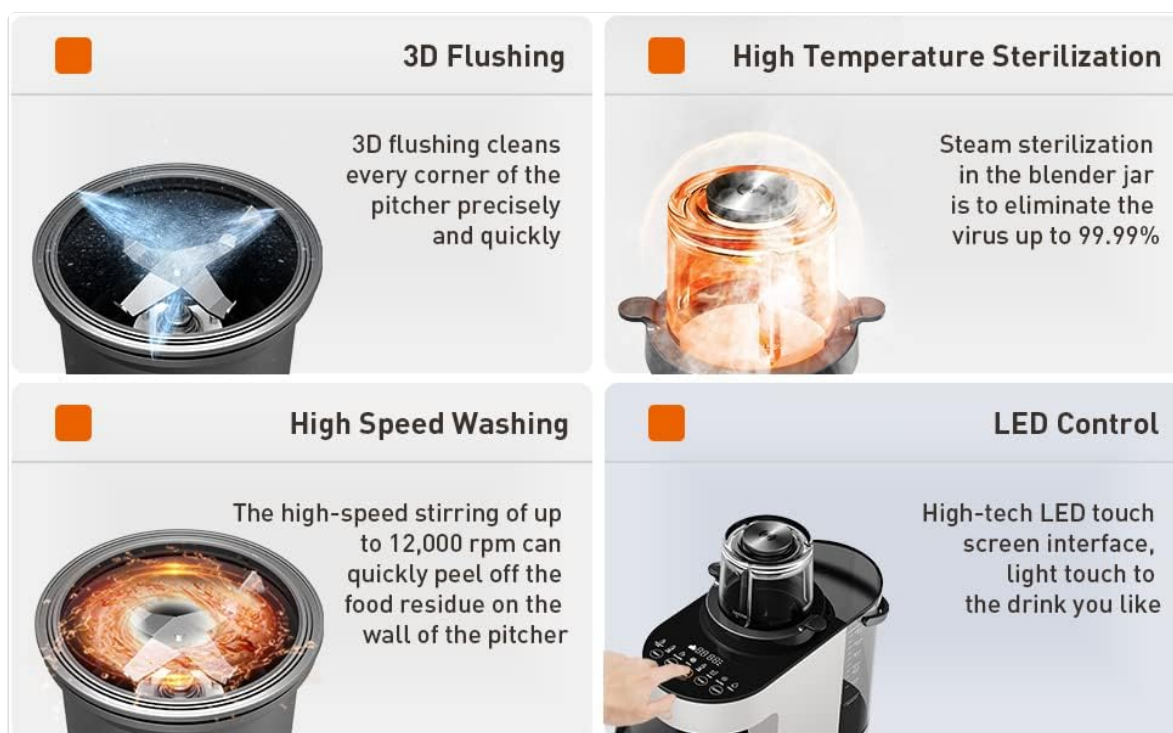 3D Flushing
3D flushing cleans
every corner of the
pitcher precisely
and quickly
High Temperature Sterilization
Steam sterilization
in the blender jar
is to eliminate the
virus up to 99.99%
High Speed Washing
The high-speed stirring of up
to 12,000 rpm can
quickly peel off the
food residue on the
wall of the pitcher
LED Control
High-tech LED touch
screen interface,
light touch to
the drink you like